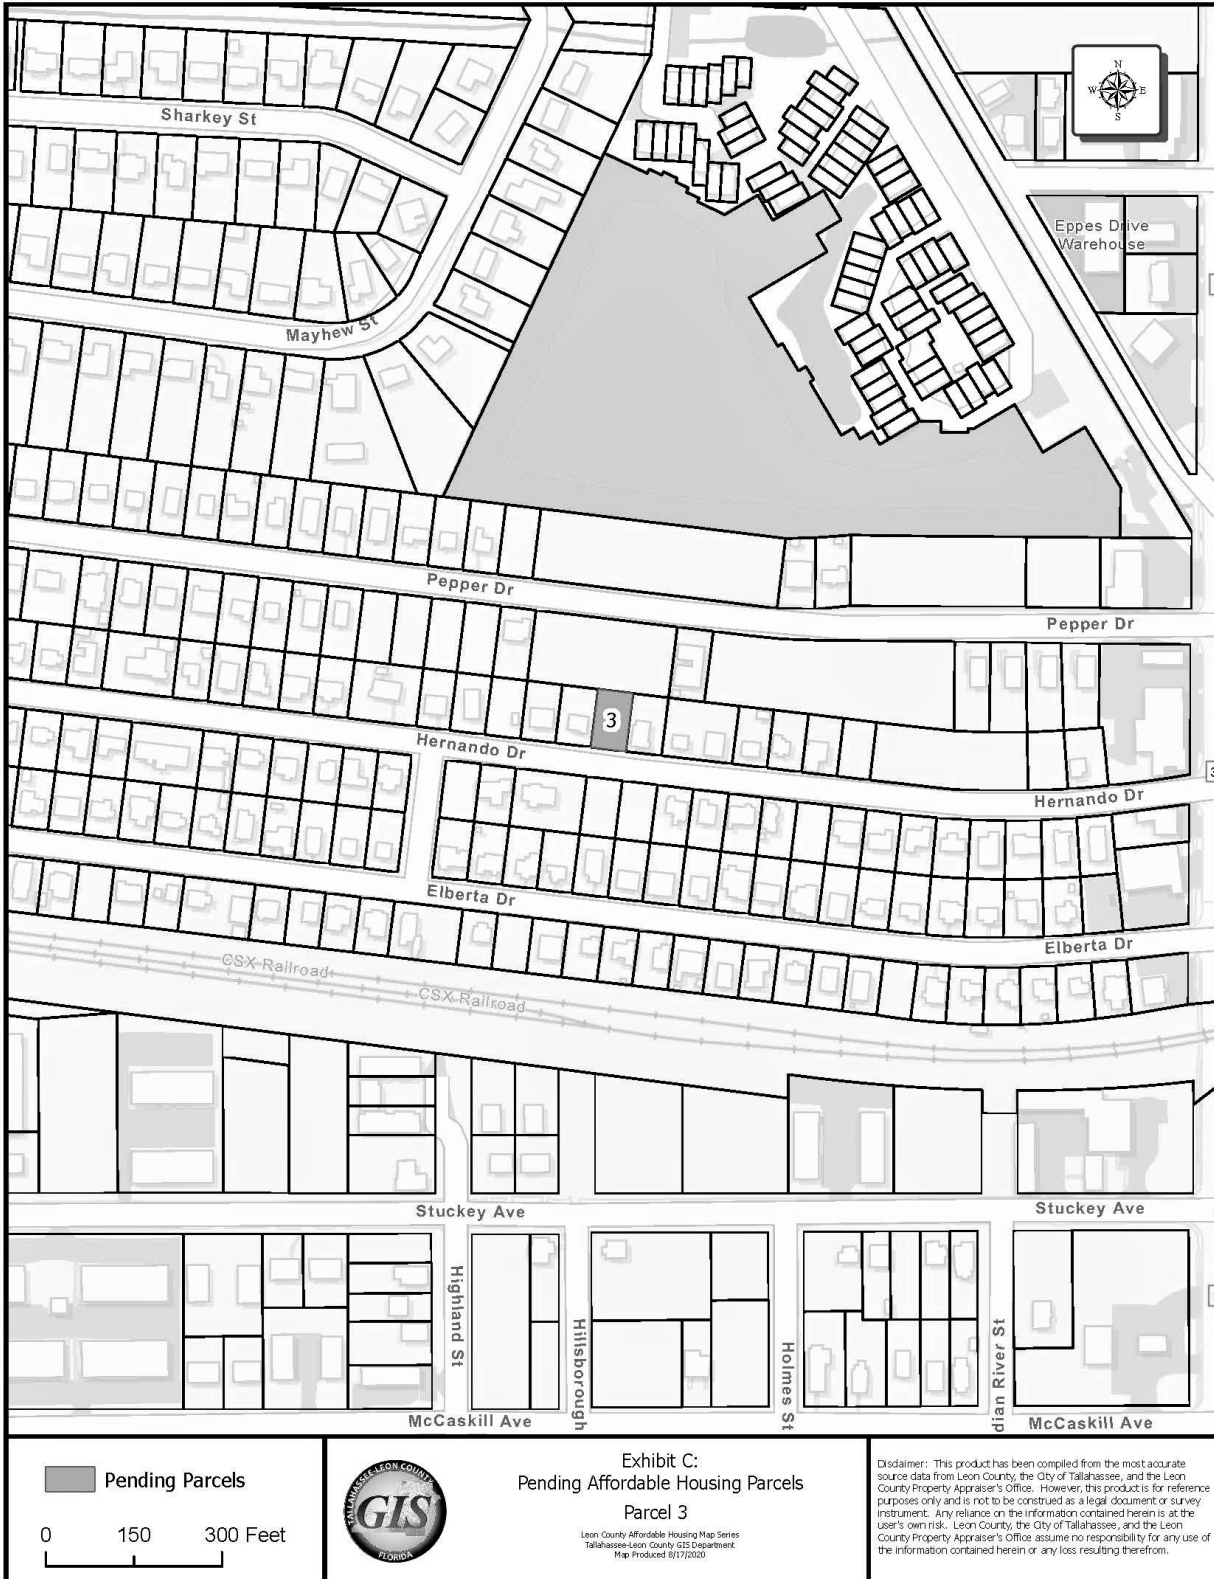 N
W E
S
Sharkey St
Eppes Drive
Warehouse
Mayhew St
Pepper Dr
Pepper Dr
3
Hernando Dr
Hernando Dr
Elberta Dr
Elberta Dr
CSX Railroad
CSX Railroad
Stuckey Ave
Stuckey Ave
Highland St
Hillsborough
Holmes St
dian River St
McCaskill Ave
McCaskill Ave
Pending Parcels
0 150 300 Feet
TALLAHASSEE-LEON COUNTY
GIS
FLORIDA
Exhibit C:
Pending Affordable Housing Parcels
Parcel 3
Leon County Affordable Housing Map Series
Tallahassee-Leon County GIS Department
Map Produced 8/17/2020
Disclaimer: This product has been compiled from the most accurate
source data from Leon County, the City of Tallahassee, and the Leon
County Property Appraiser's Office. However, this product is for reference
purposes only and is not to be construed as a legal document or survey
instrument. Any reliance on the information contained herein is at the
user's own risk. Leon County, the City of Tallahassee, and the Leon
County Property Appraiser's Office assume no responsibility for any use of
the information contained herein or any loss resulting therefrom.